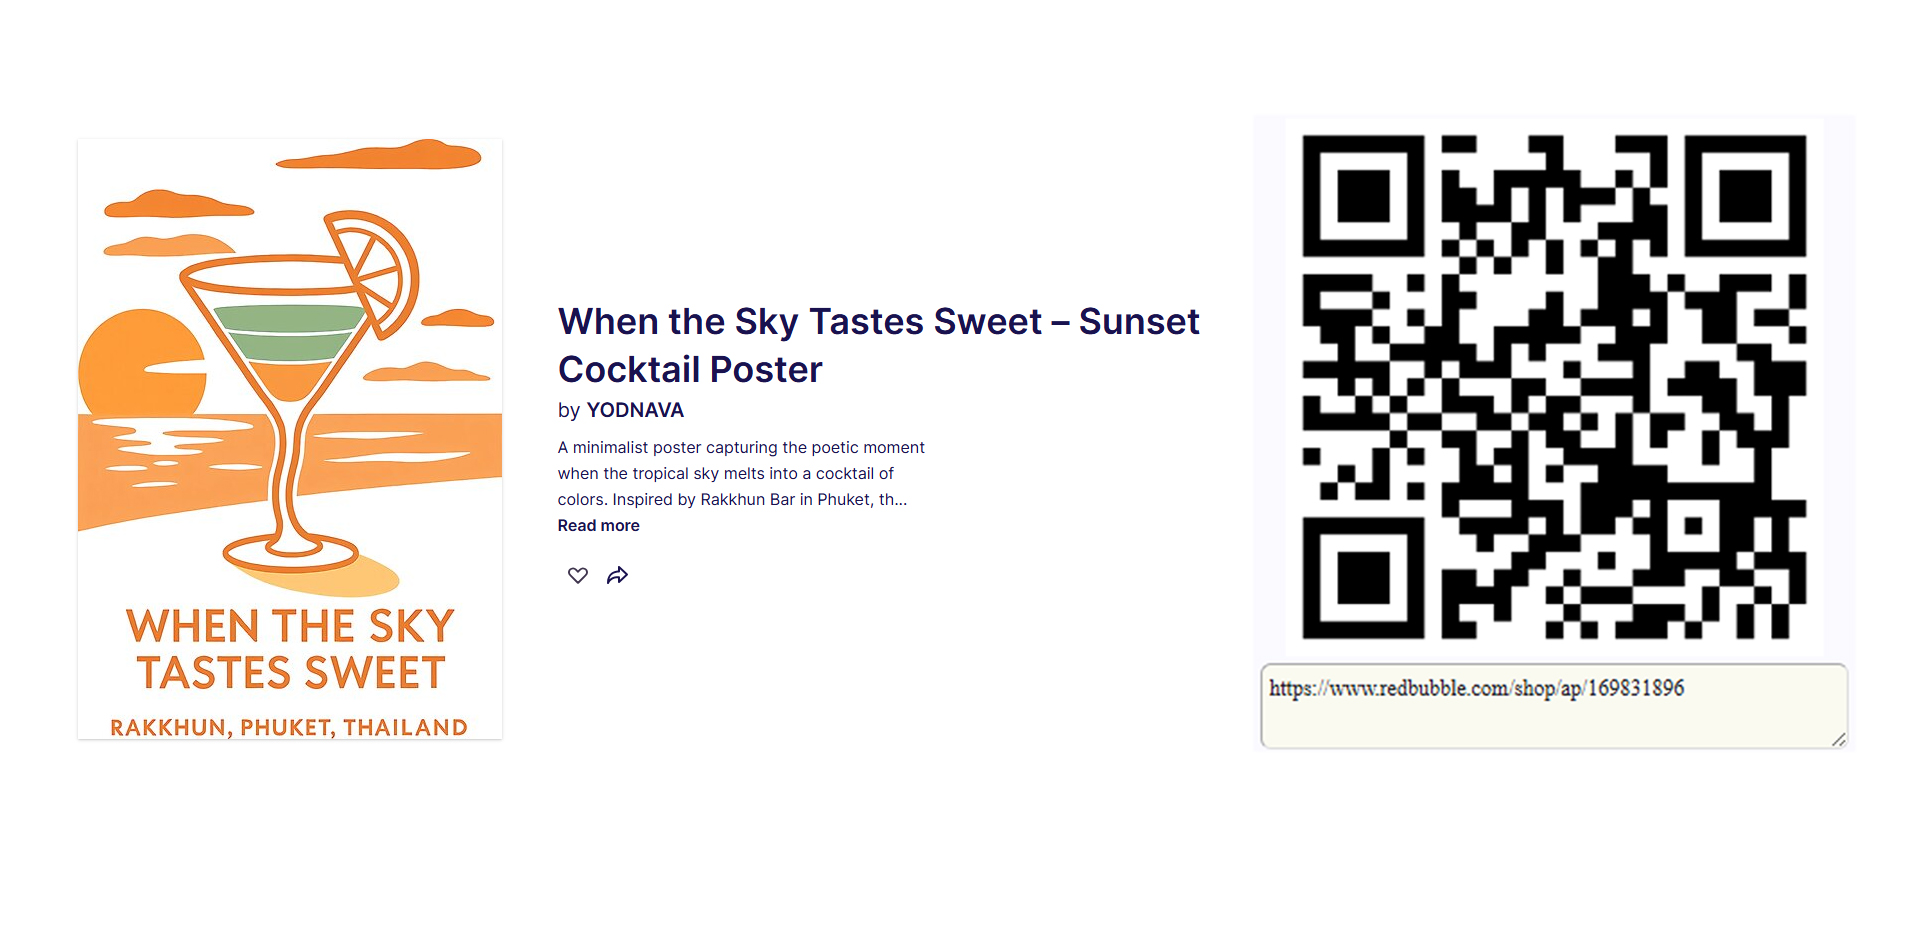 WHEN THE SKY
TASTES SWEET
RAKKHUN, PHUKET, THAILAND
When the Sky Tastes Sweet – Sunset
Cocktail Poster
by YODNAVA
A minimalist poster capturing the poetic moment
when the tropical sky melts into a cocktail of
colors. Inspired by Rakkhun Bar in Phuket, th...
Read more
https://www.redbubble.com/shop/ap/169831896